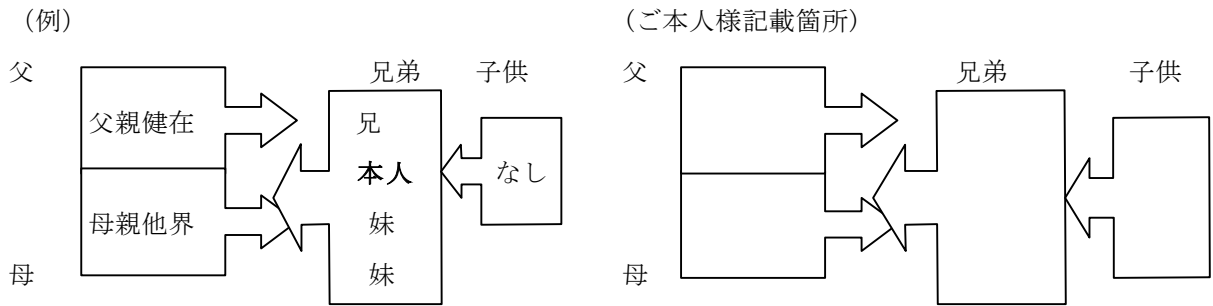 (例)
(ご本人様記載箇所)
父 兄弟 子供
父 兄弟 子供
父親健在
兄
本人
なし
母親他界
妹
妹
母
母